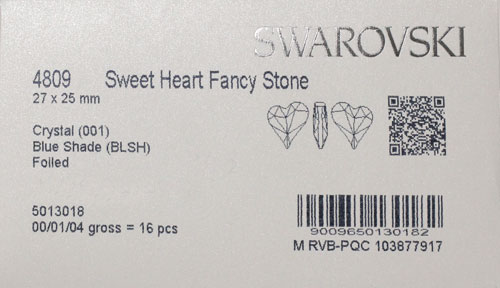 SWAROVSKI
4809 Sweet Heart Fancy Stone
27 x 25 mm
Crystal (001)
Blue Shade (BLSH)
Foiled
5013018
00/01/04 gross = 16 pcs
9009650130182
M RVB-PQC 103877917